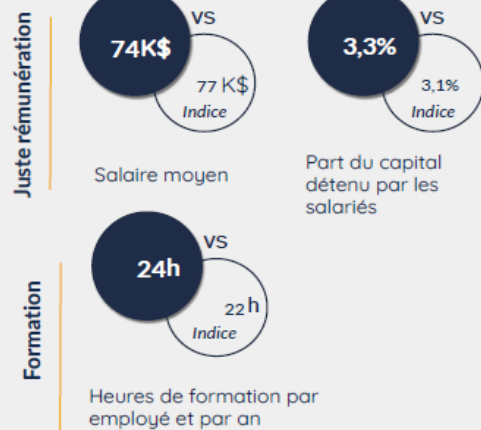 Juste rémunération
74K$
VS
77 K$
Indice
Salaire moyen
3,3%
VS
3,1%
Indice
Part du capital
détenu par les
salariés
Formation
24h
VS
22h
Indice
Heures de formation par
employé et par an